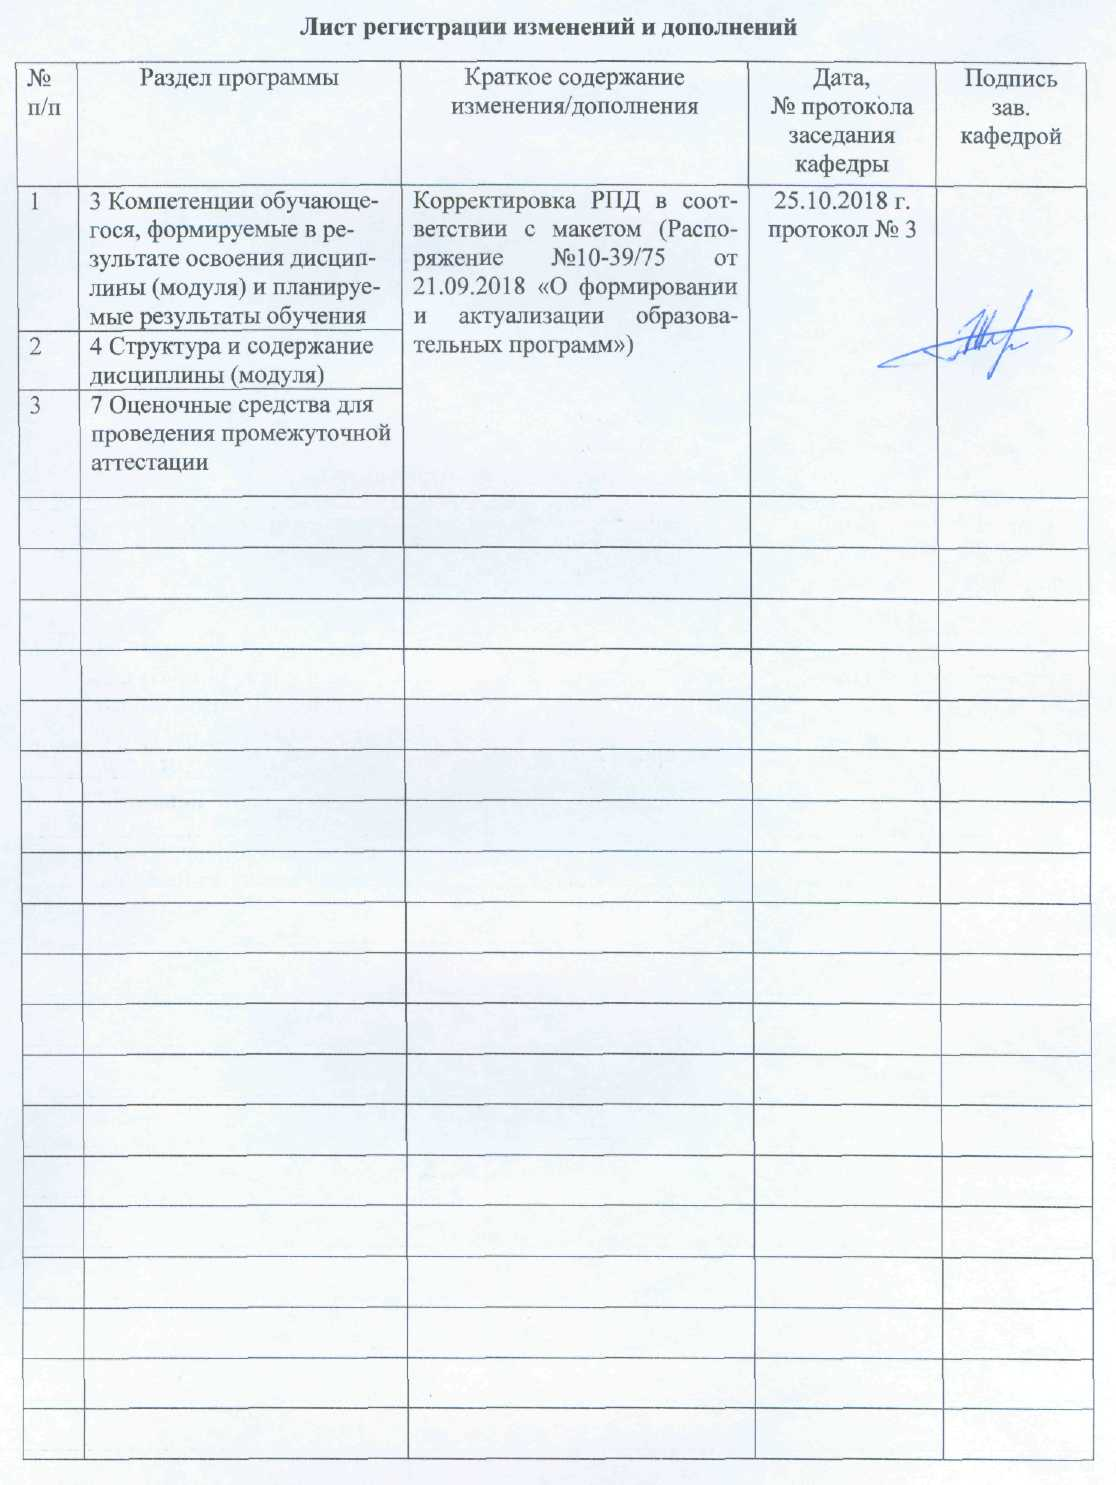 Лист регистрации изменений и дополнений
№
п/п
Раздел программы
Краткое содержание
изменения/дополнения
Дата,
№ протокола
заседания
кафедры
Подпись
зав.
кафедрой
1
3 Компетенции обучающе-
гося, формируемые в ре-
зультате освоения дисцип-
лины (модуля) и планируе-
мые результаты обучения
Корректировка РПД в соот-
ветствии с макетом (Распо-
ряжение №10-39/75 от
21.09.2018 «О формировании
и актуализации образова-
тельных программ»)
25.10.2018 г.
протокол № 3
2
4 Структура и содержание
дисциплины (модуля)
3
7 Оценочные средства для
проведения промежуточной
аттестации